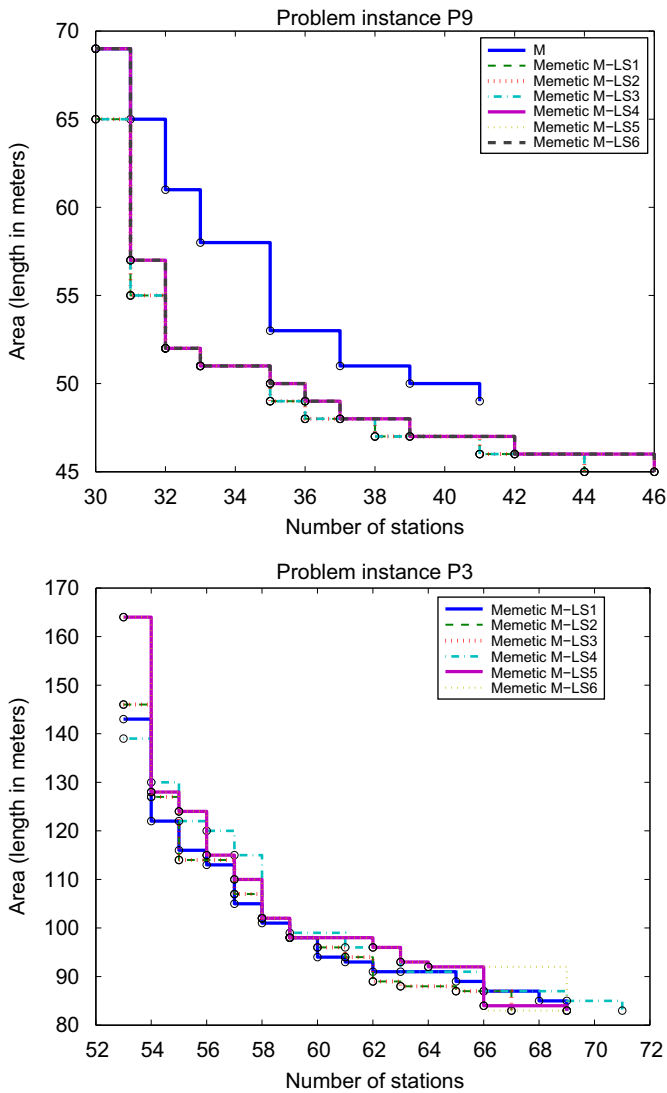 Problem instance P9
70
65
60
55
50
45
Area (length in meters)
M
Memetic M-LS1
Memetic M-LS2
Memetic M-LS3
Memetic M-LS4
Memetic M-LS5
Memetic M-LS6
30 32 34 36 38 40 42 44 46
Number of stations
Problem instance P3
170
160
150
140
130
120
110
100
90
80
Area (length in meters)
Memetic M-LS1
Memetic M-LS2
Memetic M-LS3
Memetic M-LS4
Memetic M-LS5
Memetic M-LS6
52 54 56 58 60 62 64 66 68 70 72
Number of stations